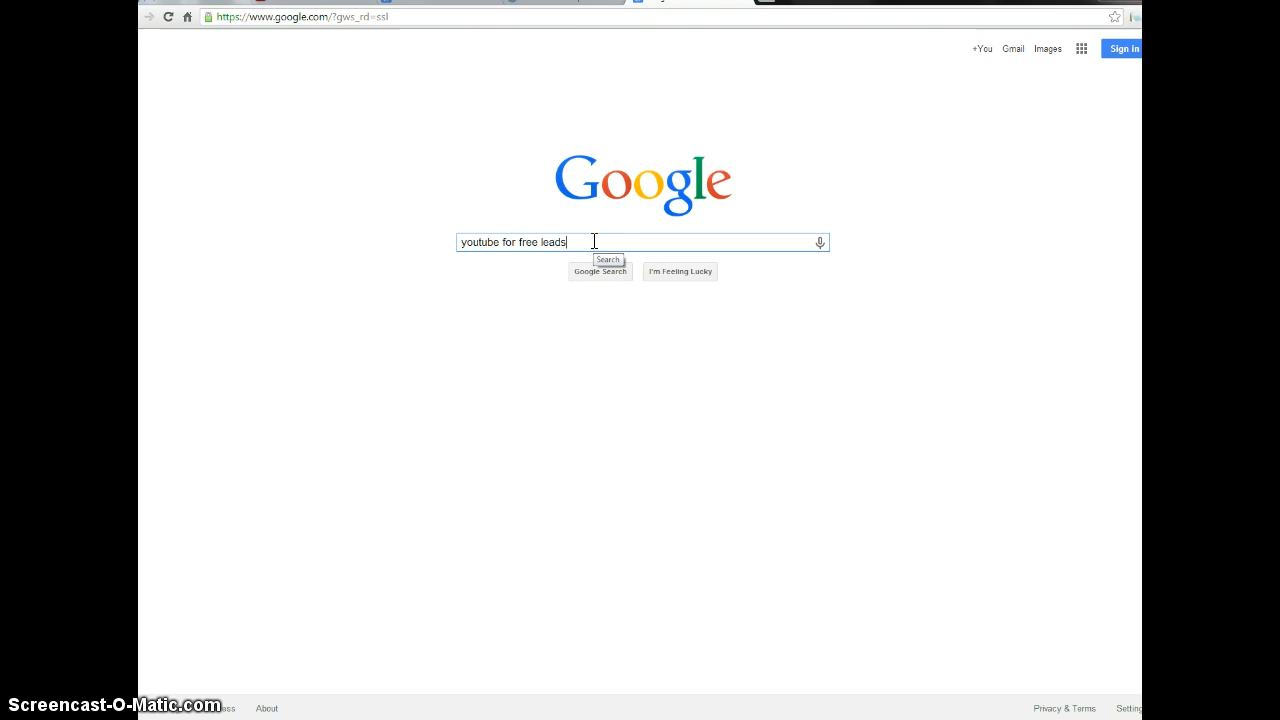 https://www.google.com/?gws_rd=ssl
+You Gmail Images Sign in
Google
youtube for free leads
Search
Google Search I'm Feeling Lucky
Screencast-O-Matic.com About Privacy & Terms